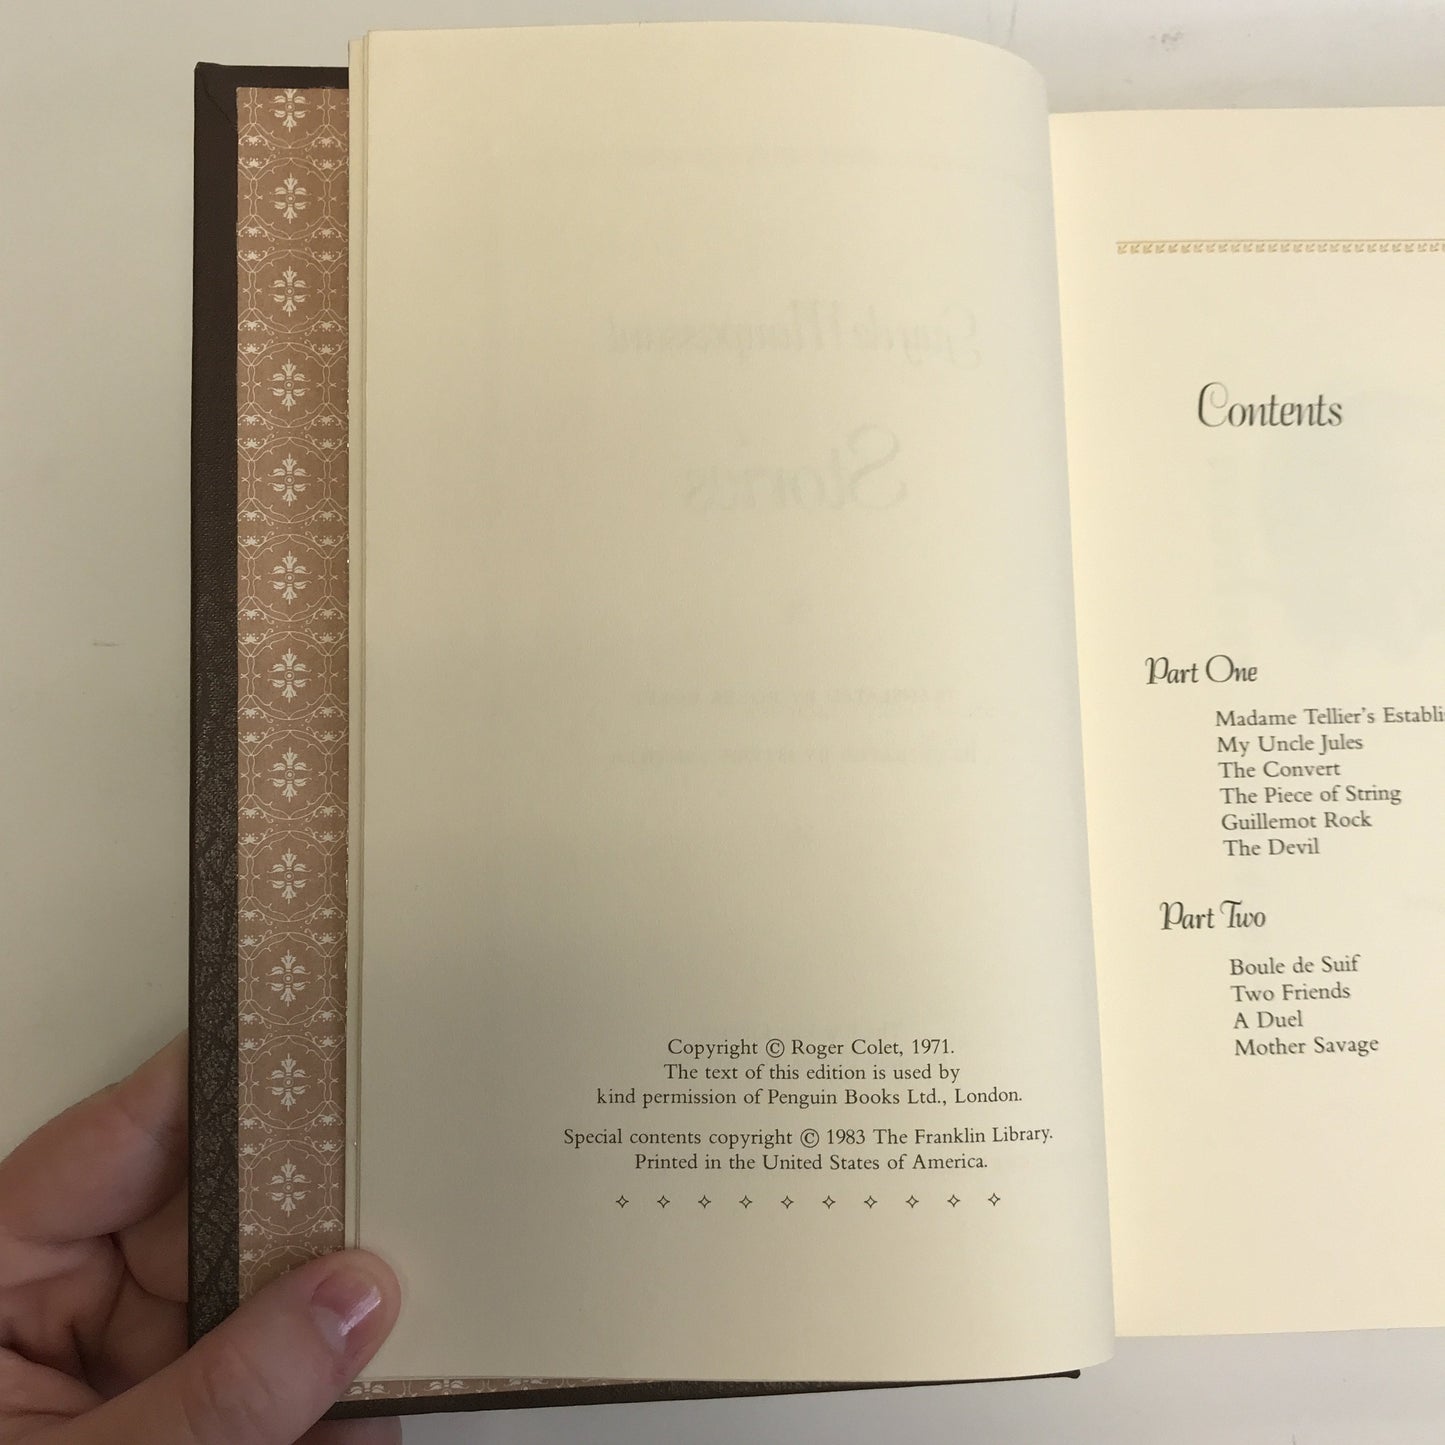 Copyright © Roger Colet, 1971.
The text of this edition is used by
kind permission of Penguin Books Ltd., London.
Special contents copyright © 1983 The Franklin Library.
Printed in the United States of America.
Contents
Part One
Madame Tellier's Establi
My Uncle Jules
The Convert
The Piece of String
Guillemot Rock
The Devil
Part Two
Boule de Suif
Two Friends
A Duel
Mother Savage